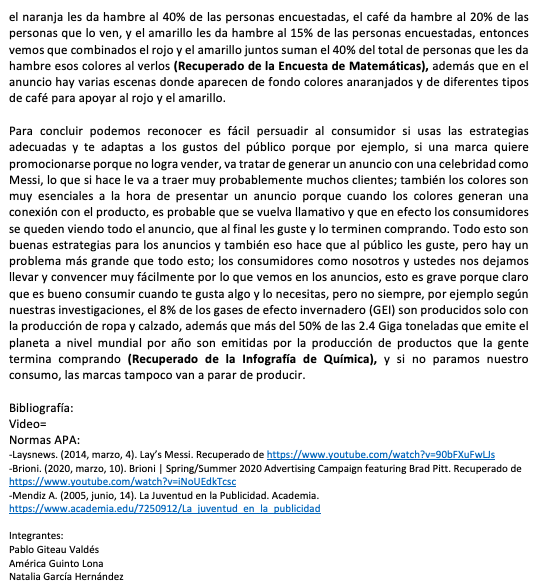 el naranja les da hambre al 40% de las personas encuestadas, el café da hambre al 20% de las
personas que lo ven, y el amarillo les da hambre al 15% de las personas encuestadas, entonces
vemos que combinados el rojo y el amarillo juntos suman el 40% del total de personas que les da
hambre esos colores al verlos (Recuperado de la Encuesta de Matemáticas), además que en el
anuncio hay varias escenas donde aparecen de fondo colores anaranjados y de diferentes tipos
de café para apoyar al rojo y el amarillo.
Para concluir podemos reconocer es fácil persuadir al consumidor si usas las estrategias
adecuadas y te adaptas a los gustos del público porque por ejemplo, si una marca quiere
promocionarse porque no logra vender, va tratar de generar un anuncio con una celebridad como
Messi, lo que si hace le va a traer muy probablemente muchos clientes; también los colores son
muy esenciales a la hora de presentar un anuncio porque cuando los colores generan una
conexión con el producto, es probable que se vuelva llamativo y que en efecto los consumidores
se queden viendo todo el anuncio, que al final les guste y lo terminen comprando. Todo esto son
buenas estrategias para los anuncios y también eso hace que al público les guste, pero hay un
problema más grande que todo esto; los consumidores como nosotros y ustedes nos dejamos
llevar y convencer muy fácilmente por lo que vemos en los anuncios, esto es grave porque claro
que es bueno consumir cuando te gusta algo y lo necesitas, pero no siempre, por ejemplo según
nuestras investigaciones, el 8% de los gases de efecto invernadero (GEI) son producidos solo con
la producción de ropa y calzado, además que más del 50% de las 2.4 Giga toneladas que emite el
planeta a nivel mundial por año son emitidas por la producción de productos que la gente
termina comprando (Recuperado de la Infografía de Química), y si no paramos nuestro
consumo, las marcas tampoco van a parar de producir.
Bibliografía:
Video=
Normas APA:
-Laysnews. (2014, marzo, 4). Lay's Messi. Recuperado de https://www.youtube.com/watch?v=90bFXuFwLJs
-Brioni. (2020, marzo, 10). Brioni | Spring/Summer 2020 Advertising Campaign featuring Brad Pitt. Recuperado de
https://www.youtube.com/watch?v=iNoUEdkTcsc
-Mendiz A. (2005, junio, 14). La Juventud en la Publicidad. Academia.
https://www.academia.edu/7250912/La_juventud_en_la_publicidad
Integrantes:
Pablo Giteau Valdés
América Guinto Lona
Natalia García Hernández